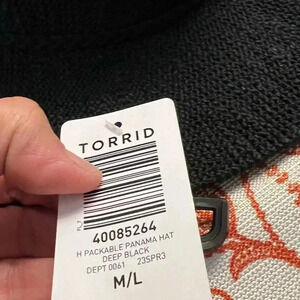 TORRID
40085264
H PACKABLE PANAMA HAT
DEEP BLACK
DEPT 0061 23SPR3
M/L